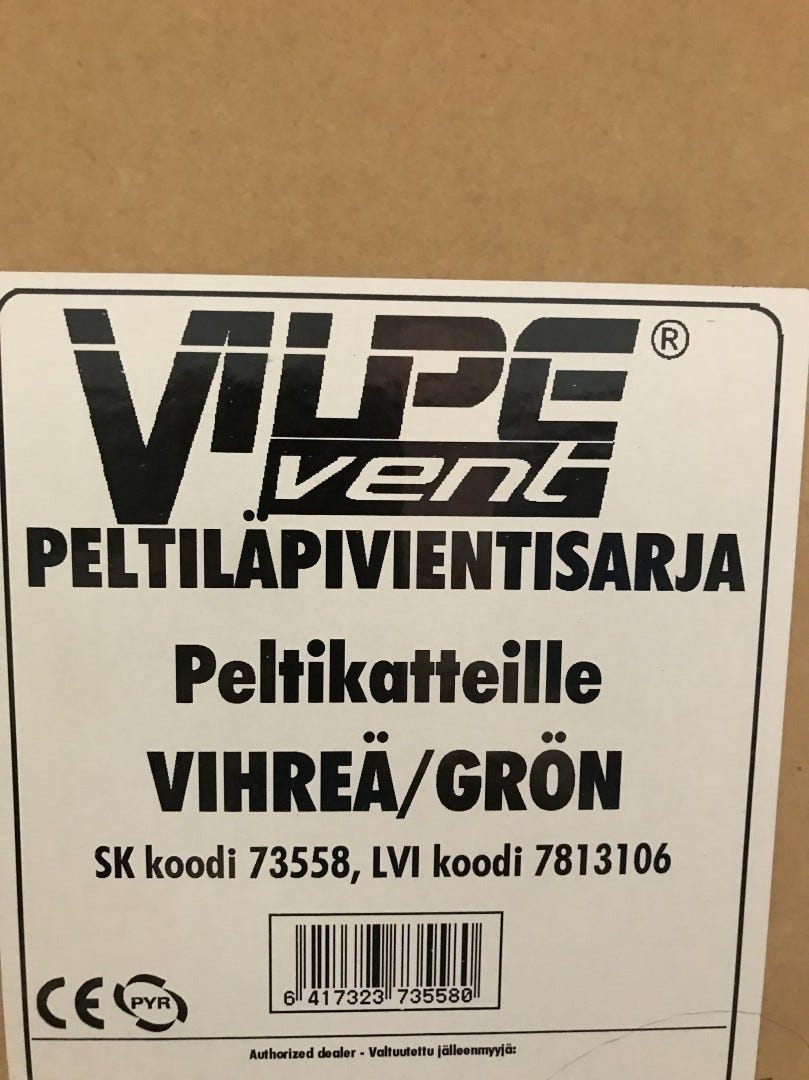 VILPE®
vent
PELTILÄPIVIENTISARJA
Peltikatteille
VIHREÄ/GRÖN
SK koodi 73558, LVI koodi 7813106
6 417323 735580
CE PYR
Authorized dealer - Valtuutettu jälleenmyyjä: